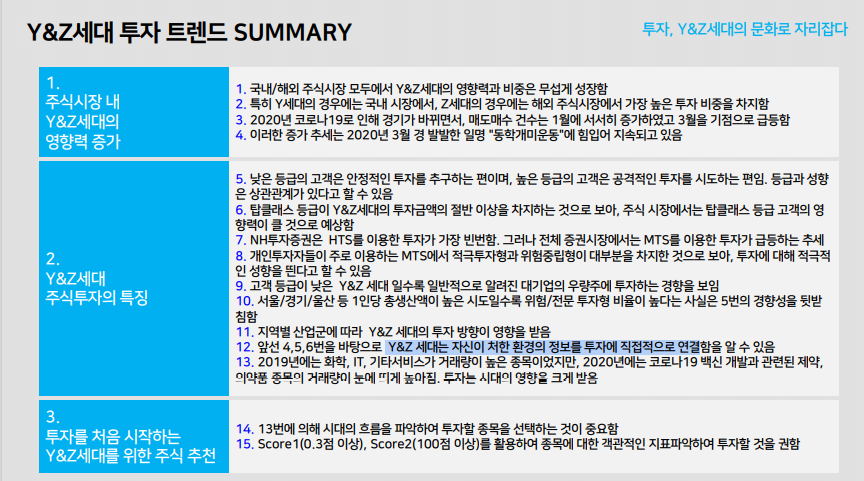 Y&Z세대 투자 트렌드 SUMMARY
투자, Y&Z세대의 문화로 자리잡다
1.
주식시장 내
Y&Z세대의
영향력 증가
1. 국내/해외 주식시장 모두에서 Y&Z세대의 영향력과 비중은 무섭게 성장함
2. 특히 Y세대의 경우에는 국내 시장에서, Z세대의 경우에는 해외 주식시장에서 가장 높은 투자 비중을 차지함
3. 2020년 코로나19로 인해 경기가 바뀌면서, 매도매수 건수는 1월에 서서히 증가하였고 3월을 기점으로 급등함
4. 이러한 증가 추세는 2020년 3월 경 발발한 일명 "동학개미운동"에 힘입어 지속되고 있음
2.
Y&Z세대
주식투자의 특징
5. 낮은 등급의 고객은 안정적인 투자를 추구하는 편이며, 높은 등급의 고객은 공격적인 투자를 시도하는 편임. 등급과 성향
은 상관관계가 있다고 할 수 있음
6. 탑클래스 등급이 Y&Z세대의 투자금액의 절반 이상을 차지하는 것으로 보아, 주식 시장에서는 탑클래스 등급 고객의 영
향력이 클 것으로 예상함
7. NH투자증권은 HTS를 이용한 투자가 가장 빈번함. 그러나 전체 증권시장에서는 MTS를 이용한 투자가 급등하는 추세
8. 개인투자자들이 주로 이용하는 MTS에서 적극투자형과 위험중립형이 대부분을 차지한 것으로 보아, 투자에 대해 적극적
인 성향을 띈다고 할 수 있음
9. 고객 등급이 낮은 Y&Z 세대 일수록 일반적으로 알려진 대기업의 우량주에 투자하는 경향을 보임
10. 서울/경기/울산 등 1인당 총생산액이 높은 시도일수록 위험/전문 투자형 비율이 높다는 사실은 5번의 경향성을 뒷받
침함
11. 지역별 산업군에 따라 Y&Z 세대의 투자 방향이 영향을 받음
12. 앞선 4,5,6번을 바탕으로 Y&Z 세대는 자신이 처한 환경의 정보를 투자에 직접적으로 연결함을 알 수 있음
13. 2019년에는 화학, IT, 기타서비스가 거래량이 높은 종목이었지만, 2020년에는 코로나19 백신 개발과 관련된 제약,
의약품 종목의 거래량이 눈에 띄게 높아짐. 투자는 시대의 영향을 크게 받음
3.
투자를 처음 시작하는
Y&Z세대를 위한 주식 추천
14. 13번에 의해 시대의 흐름을 파악하여 투자할 종목을 선택하는 것이 중요함
15. Score1(0.3점 이상), Score2(100점 이상)를 활용하여 종목에 대한 객관적인 지표파악하여 투자할 것을 권함